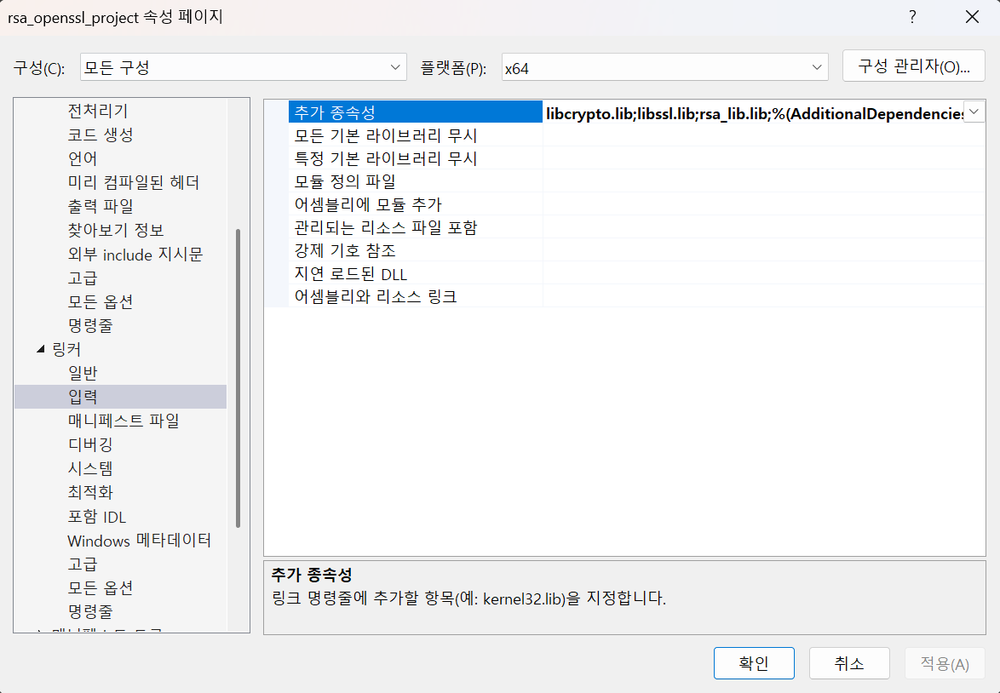 rsa_openssl_project 속성 페이지
?
구성(C):
모든 구성
플랫폼(P):
x64
구성 관리자(O)...
전처리기
코드 생성
언어
미리 컴파일된 헤더
출력 파일
찾아보기 정보
외부 include 지시문
고급
모든 옵션
명령줄
링커
일반
입력
매니페스트 파일
디버깅
시스템
최적화
포함 IDL
Windows 메타데이터
고급
모든 옵션
명령줄
추가 종속성
libcrypto.lib;libssl.lib;rsa_lib.lib;%(AdditionalDependencies
모든 기본 라이브러리 무시
특정 기본 라이브러리 무시
모듈 정의 파일
어셈블리에 모듈 추가
관리되는 리소스 파일 포함
강제 기호 참조
지연 로드된 DLL
어셈블리와 리소스 링크
추가 종속성
링크 명령줄에 추가할 항목(예: kernel32.lib)을 지정합니다.
확인
취소
적용(A)